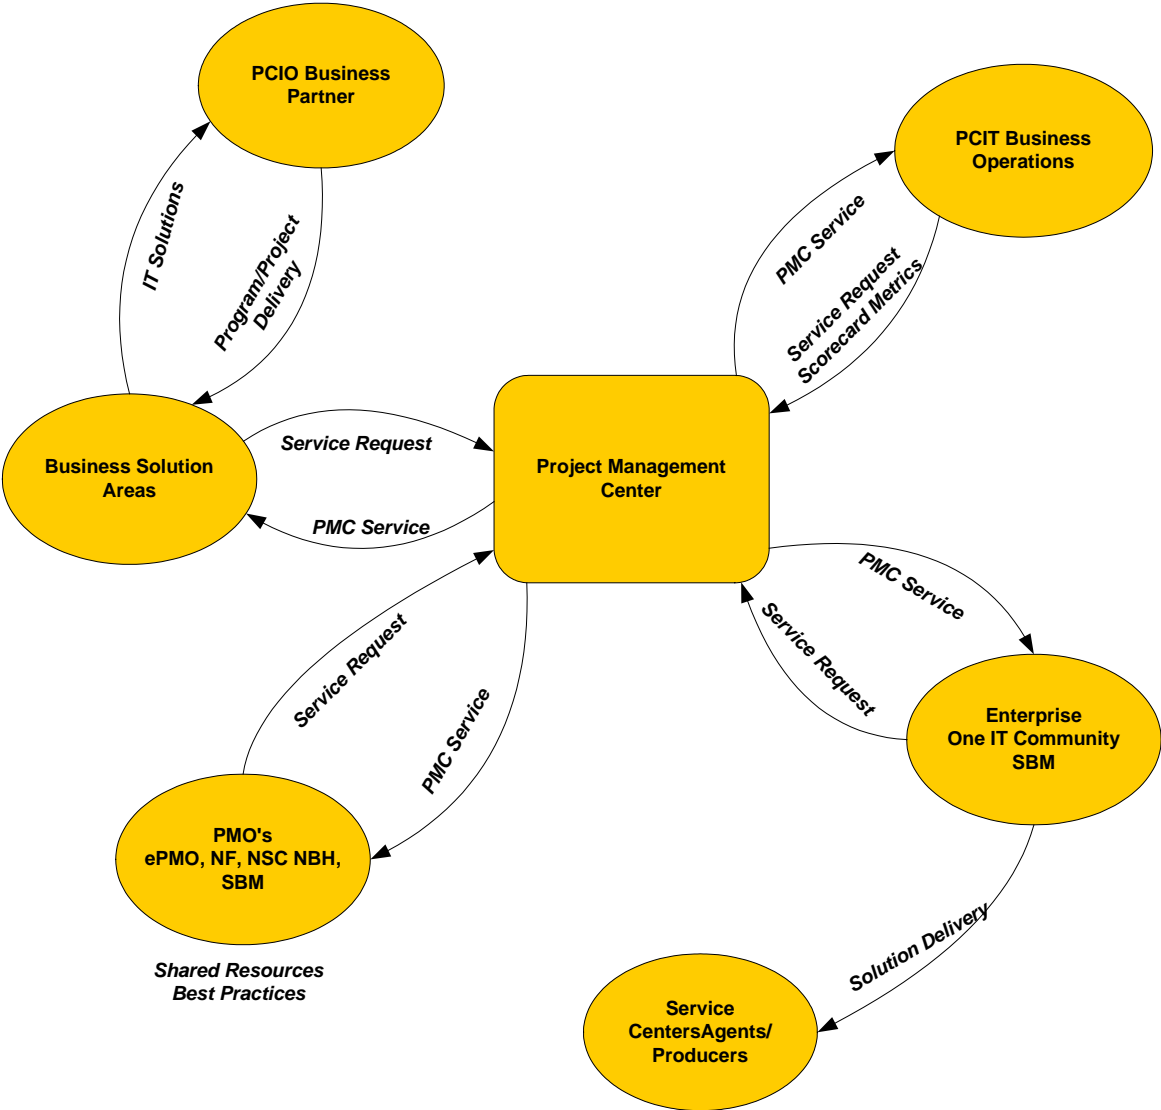 PCIO Business
Partner
PCIT Business
Operations
IT Solutions
Program/Project
Delivery
PMC Service
Service Request
Scorecard Metrics
Business Solution
Areas
Service Request
PMC Service
Project Management
Center
PMC Service
Service Request
Service Request
PMC Service
Enterprise
One IT Community
SBM
PMO's
ePMO, NF, NSC NBH,
SBM
Shared Resources
Best Practices
Solution Delivery
Service
CentersAgents/
Producers